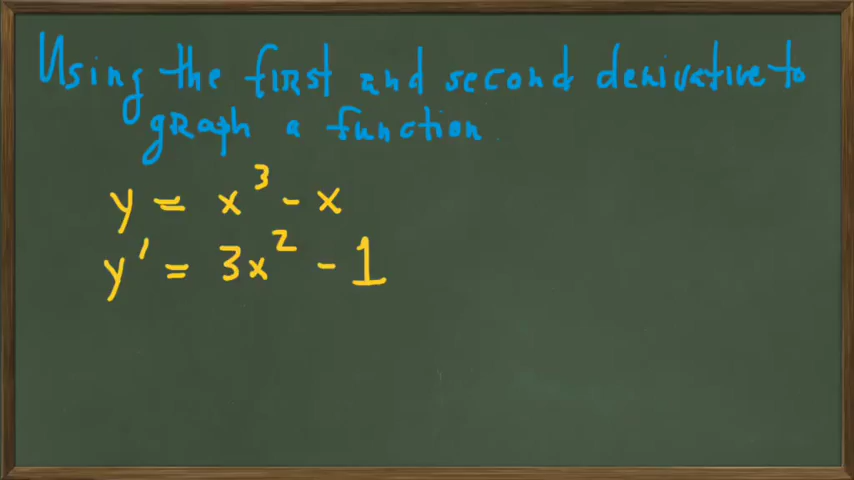 Using the first and second derivative to
graph a function
y = x³ - x
y' = 3x² - 1